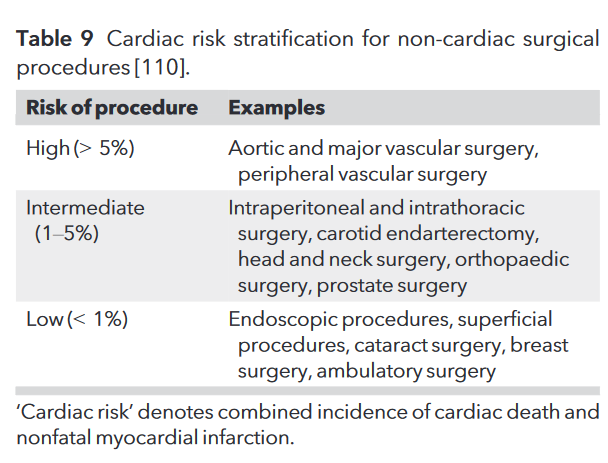 Table 9 Cardiac risk stratification for non-cardiac surgical
procedures [110].
Risk of procedure Examples
High (> 5%) Aortic and major vascular surgery,
peripheral vascular surgery
Intermediate Intraperitoneal and intrathoracic
(1–5%) surgery, carotid endarterectomy,
head and neck surgery, orthopaedic
surgery, prostate surgery
Low (< 1%) Endoscopic procedures, superficial
procedures, cataract surgery, breast
surgery, ambulatory surgery
‘Cardiac risk’ denotes combined incidence of cardiac death and
nonfatal myocardial infarction.